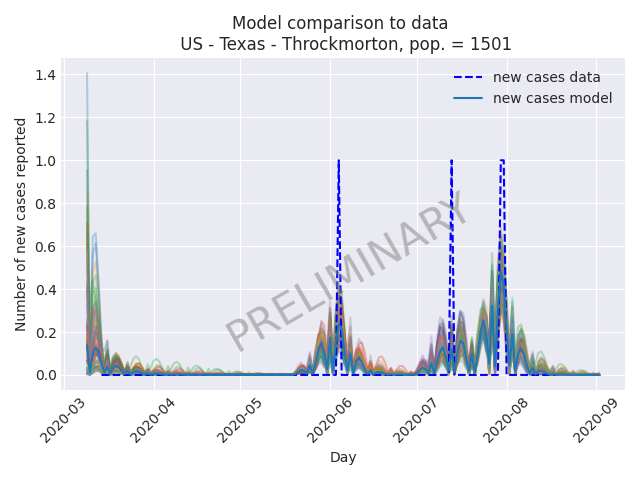 Model comparison to data
US - Texas - Throckmorton, pop. = 1501
new cases data
new cases model
Number of new cases reported
1.4
1.2
1.0
0.8
0.6
0.4
0.2
0.0
PRELIMINARY
2020-03
2020-04
2020-05
2020-06
2020-07
2020-08
2020-09
Day